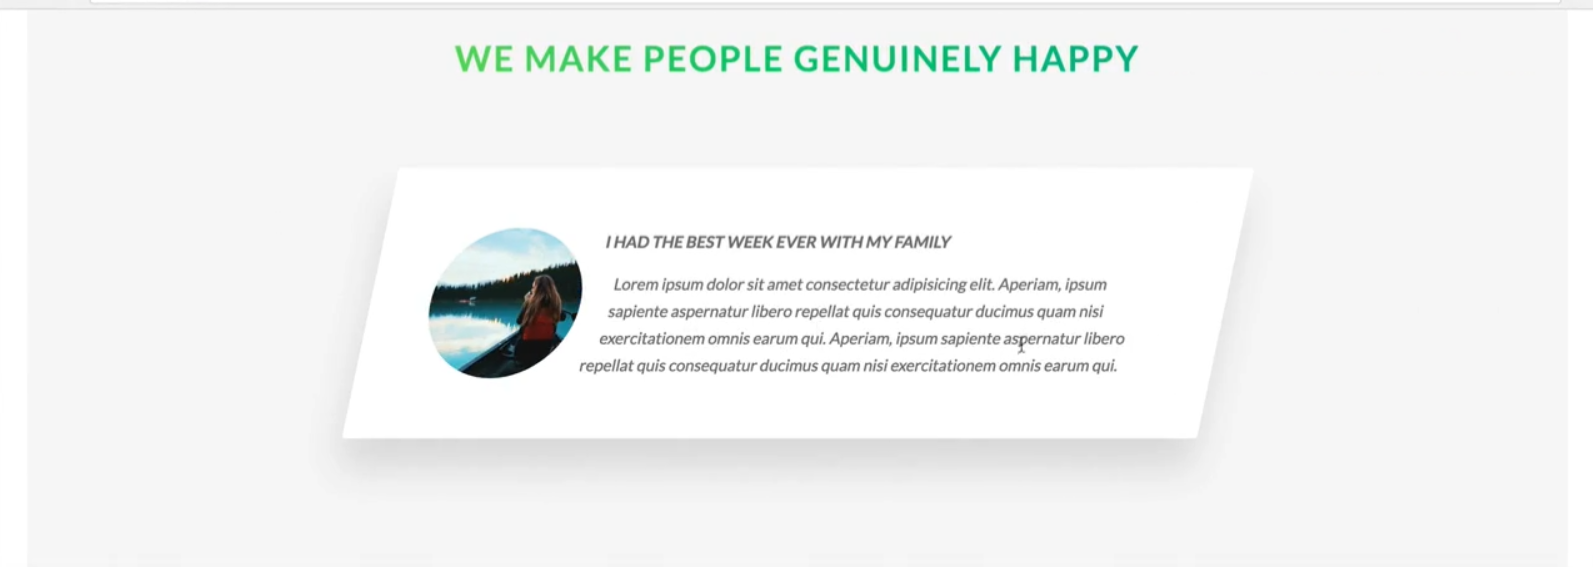 WE MAKE PEOPLE GENUINELY HAPPY
I HAD THE BEST WEEK EVER WITH MY FAMILY
Lorem ipsum dolor sit amet consectetur adipisicing elit. Aperiam, ipsum
sapiente aspernatur libero repellat quis consequatur ducimus quam nisi
exercitationem omnis earum qui. Aperiam, ipsum sapiente aspernatur libero
repellat quis consequatur ducimus quam nisi exercitationem omnis earum qui.